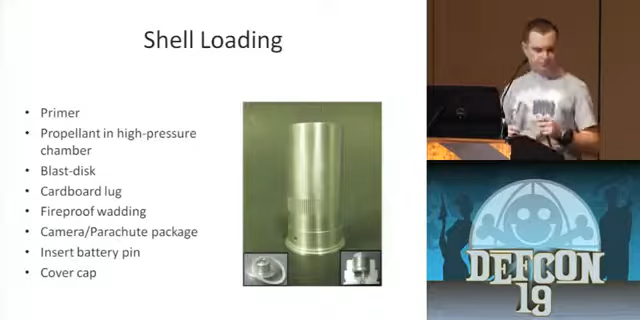 Shell Loading
• Primer
• Propellant in high-pressure
chamber
• Blast-disk
• Cardboard lug
• Fireproof wadding
• Camera/Parachute package
• Insert battery pin
• Cover cap
DEFCON
19